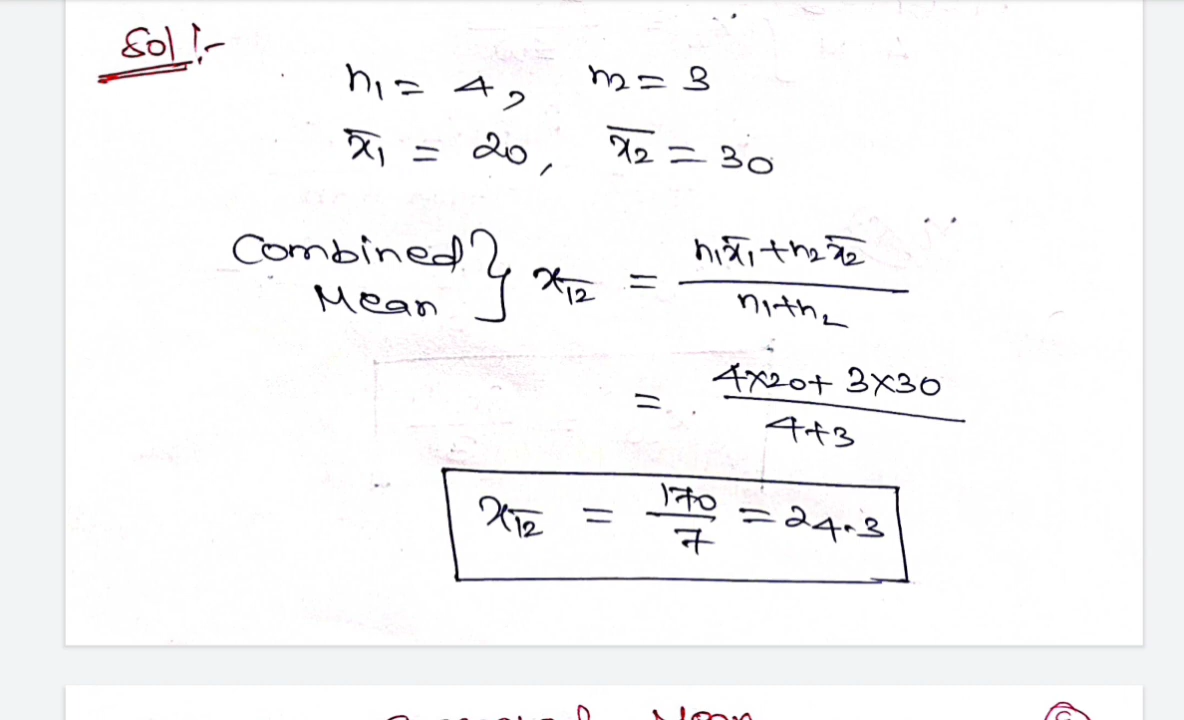 Sol :-
n₁ = 4, n₂ = 3
x̄₁ = 20, x̄₂ = 30
Combined Mean } x̄₁₂ = n₁x̄₁+n₂x̄₂ / n₁+n₂
= 4×20+3×30 / 4+3
x̄₁₂ = 170/7 = 24.3
Mean